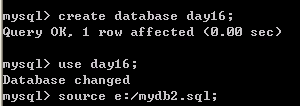 mysql> create database day16;
Query OK, 1 row affected (0.00 sec)
mysql> use day16;
Database changed
mysql> source e:/mydb2.sql;